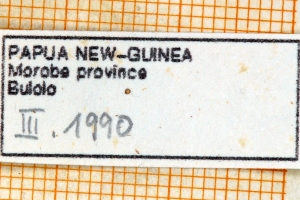 PAPUA NEW-GUINEA
Morobe province
Bulolo
III. 1990